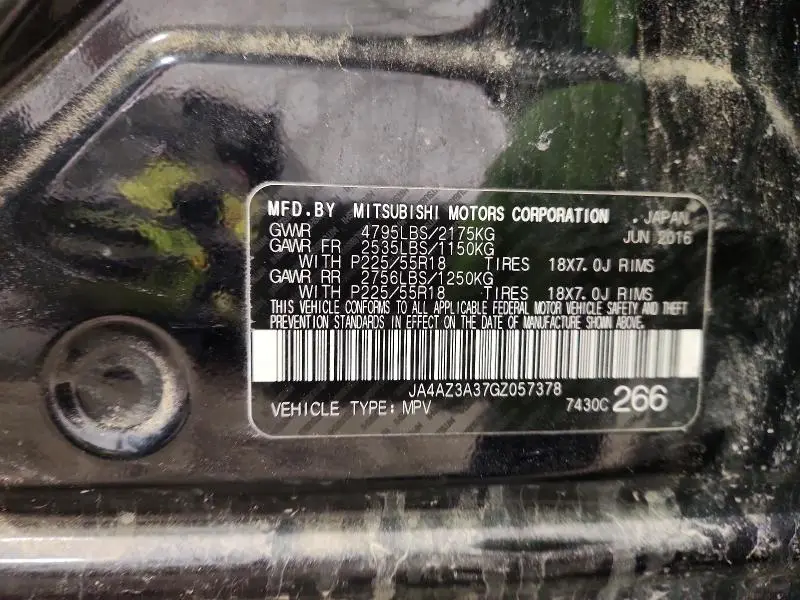 MFD.BY MITSUBISHI MOTORS CORPORATION , JAPAN
GVWR 4795LBS/2175KG JUN 2016
GAWR FR 2535LBS/1150KG
WITH P225/55R18 TIRES 18X7.0J RIMS
GAWR RR 2756LBS/1250KG
WITH P225/55R18 TIRES 18X7.0J RIMS
THIS VEHICLE CONFORMS TO ALL APPLICABLE FEDERAL MOTOR VEHICLE SAFETY AND THEFT
PREVENTION STANDARDS IN EFFECT ON THE DATE OF MANUFACTURE SHOWN ABOVE.
JA4AZ3A37GZ057378
VEHICLE TYPE: MPV 7430C 266